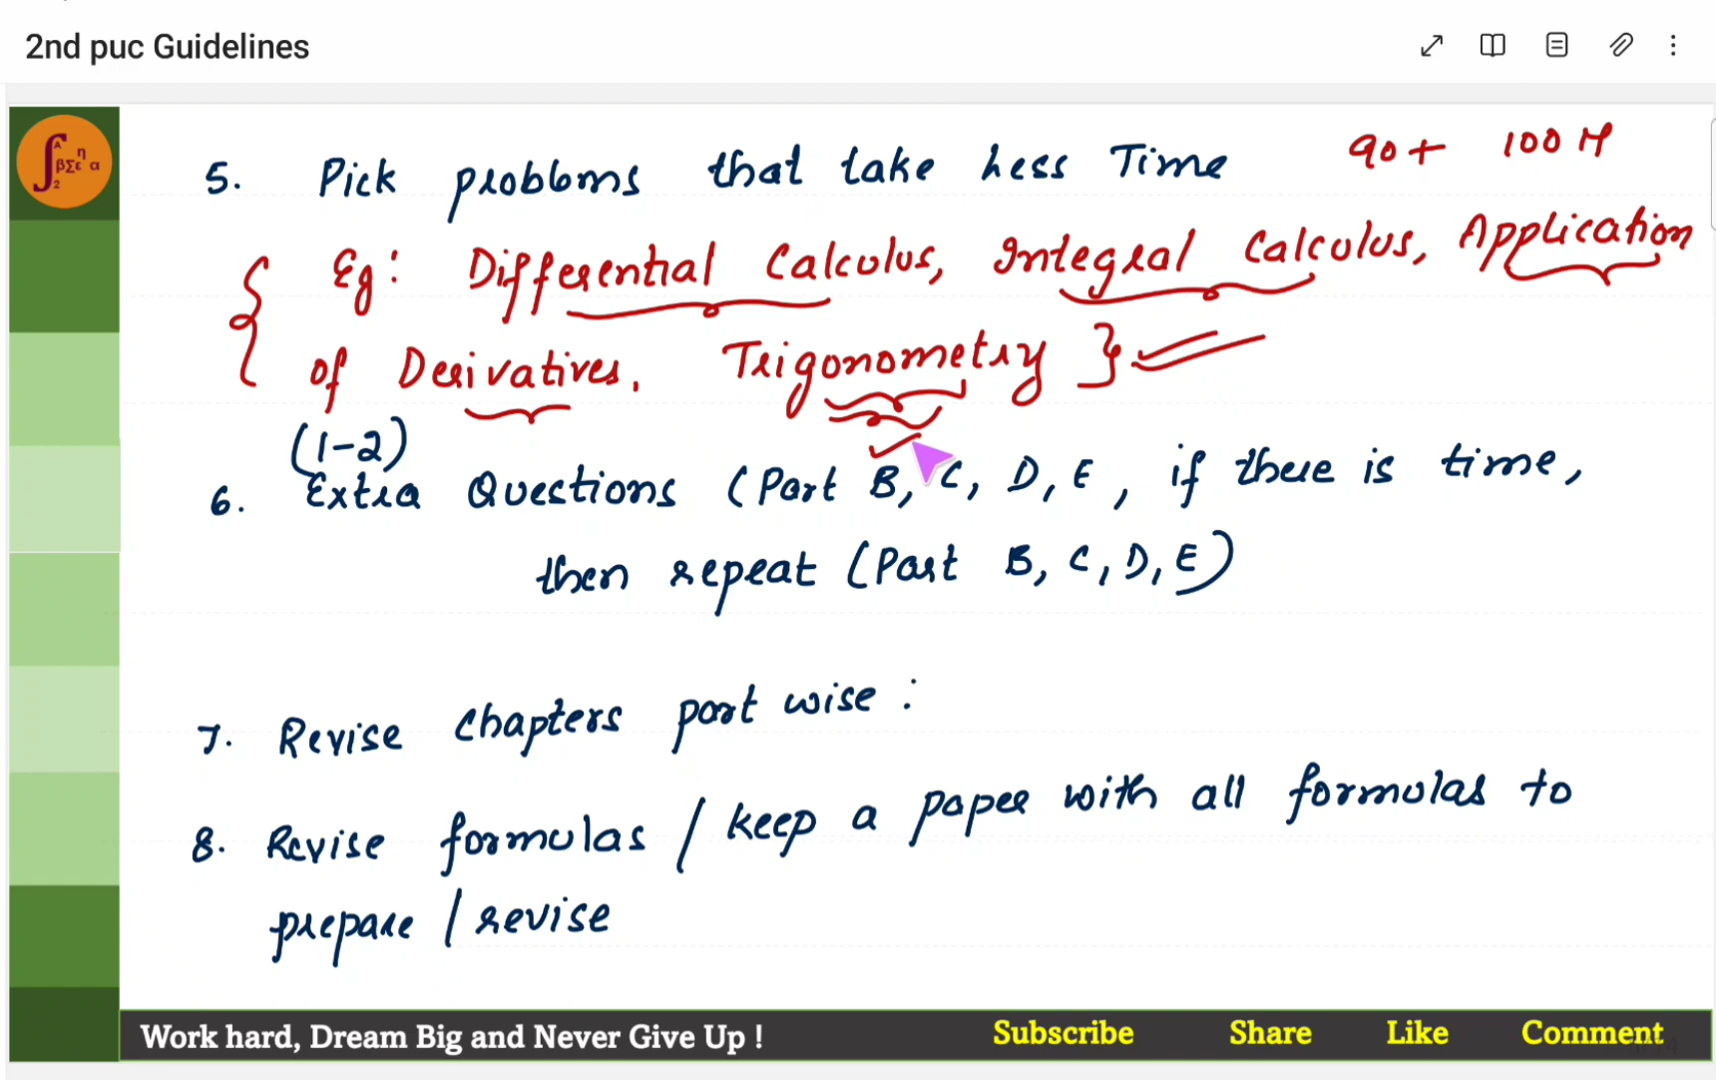 2nd puc Guidelines
5. Pick problems that take Less Time 90+ 100 M
Eg: Differential Calculus, Integral Calculus, Application
of Derivatives, Trigonometry }
(1-2)
6. Extra Questions (Part B, C, D, E, if there is time,
then repeat (Part B, C, D, E)
7. Revise Chapters part wise:
8. Revise formulas / keep a paper with all formulas to
prepare / revise
Work hard, Dream Big and Never Give Up ! Subscribe Share Like Comment